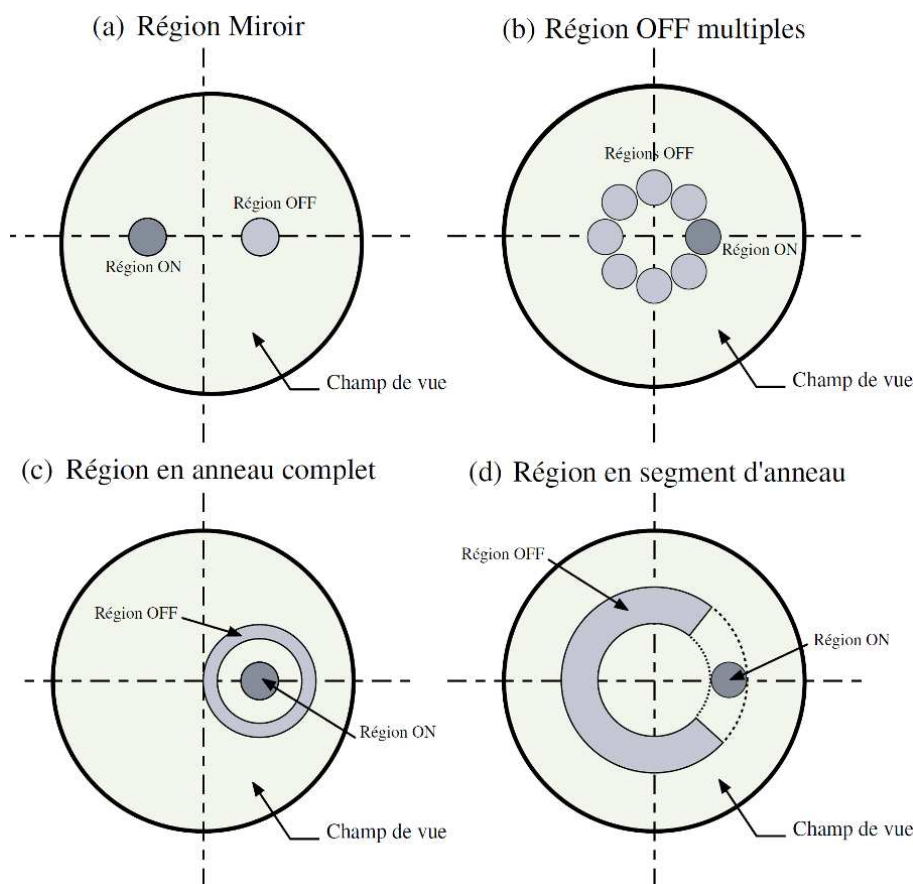 (a) Région Miroir
Région OFF
Région ON
Champ de vue
(b) Région OFF multiples
Régions OFF
Région ON
Champ de vue
(c) Région en anneau complet
Région OFF
Région ON
Champ de vue
(d) Région en segment d'anneau
Région OFF
Région ON
Champ de vue